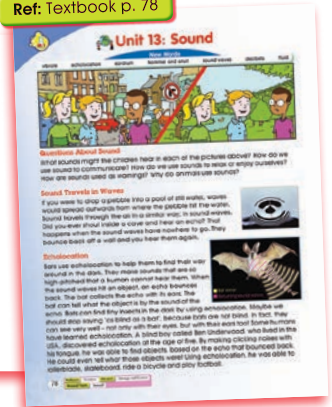 Ref: Textbook p. 78
Unit 13: Sound
New Words
vibrate echolocation eardrum hammer and anvil sound waves decibels fluid
Questions About Sound
What sounds might the children hear in each of the pictures above? How do we
use sound to communicate? How do we use sounds to relax or enjoy ourselves?
How are sounds used as warnings? Why do animals use sounds?
Sound Travels in Waves
If you were to drop a pebble into a pool of still water, waves
would spread outwards from where the pebble hit the water.
Sound travels through the air in a similar way, in sound waves.
Did you ever shout inside a cave and hear an echo? That
happens when the sound waves have nowhere to go. They
bounce back off a wall and you hear them again.
Echolocation
Bats use echolocation to help them to find their way
around in the dark. They make sounds that are so
high-pitched that a human cannot hear them. When
the sound waves hit an object, an echo bounces
back. The bat collects the echo with its ears. The
bat can tell what the object is by the sound of the
echo. Bats can find tiny insects in the dark by using echolocation. Maybe we
should stop saying 'as blind as a bat', because bats are not blind. In fact, they
can see very well – not only with their eyes, but with their ears too! Some humans
have learned echolocation. A blind boy called Ben Underwood, who lived in the
USA, discovered echolocation at the age of five. By making clicking noises with
his tongue, he was able to find objects, based on the echo that bounced back.
He could even tell what those objects were! Using echolocation, he was able to
rollerblade, skateboard, ride a bicycle and play football.
78